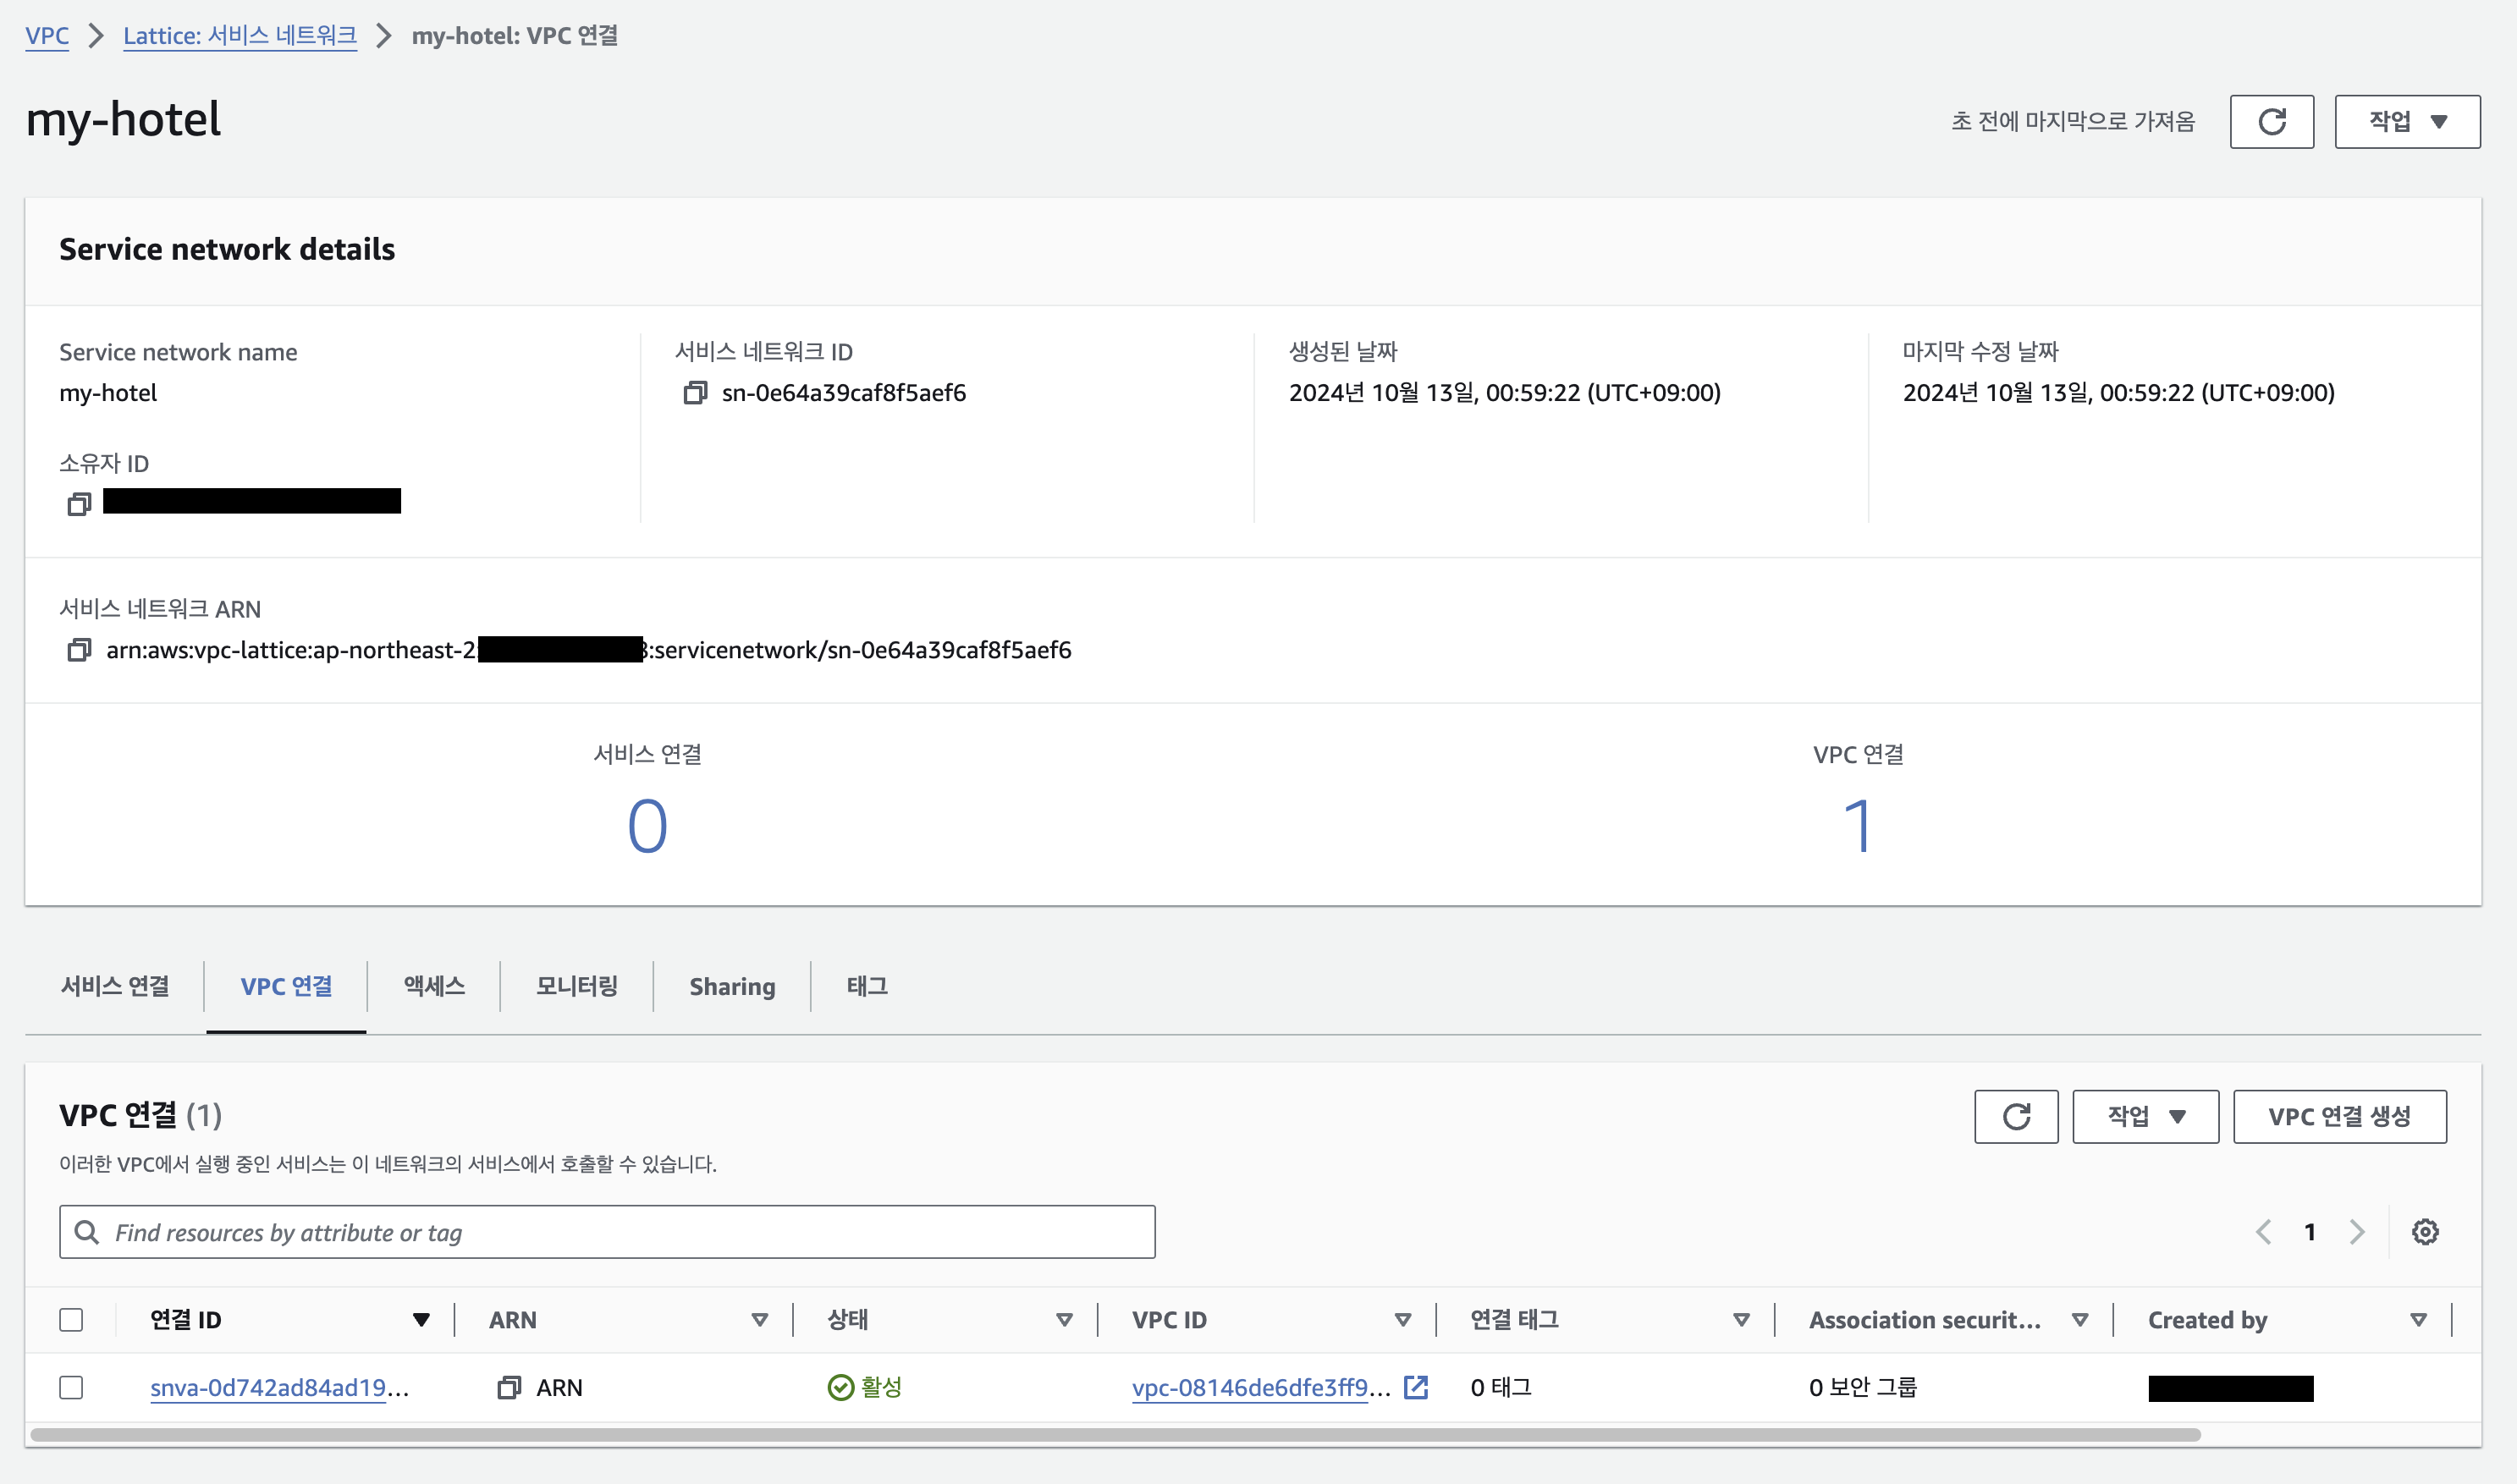 VPC > Lattice: 서비스 네트워크 > my-hotel: VPC 연결
my-hotel
초 전에 마지막으로 가져옴
작업
Service network details
Service network name
my-hotel
서비스 네트워크 ID
sn-0e64a39caf8f5aef6
생성된 날짜
2024년 10월 13일, 00:59:22 (UTC+09:00)
마지막 수정 날짜
2024년 10월 13일, 00:59:22 (UTC+09:00)
소유자 ID
서비스 네트워크 ARN
arn:aws:vpc-lattice:ap-northeast-2: :servicenetwork/sn-0e64a39caf8f5aef6
서비스 연결
0
VPC 연결
1
서비스 연결 VPC 연결 액세스 모니터링 Sharing 태그
VPC 연결 (1)
작업
VPC 연결 생성
이러한 VPC에서 실행 중인 서비스는 이 네트워크의 서비스에서 호출할 수 있습니다.
Find resources by attribute or tag
1
연결 ID ARN 상태 VPC ID 연결 태그 Association securit... Created by
snva-0d742ad84ad19... ARN 활성 vpc-08146de6dfe3ff9... 0 태그 0 보안 그룹